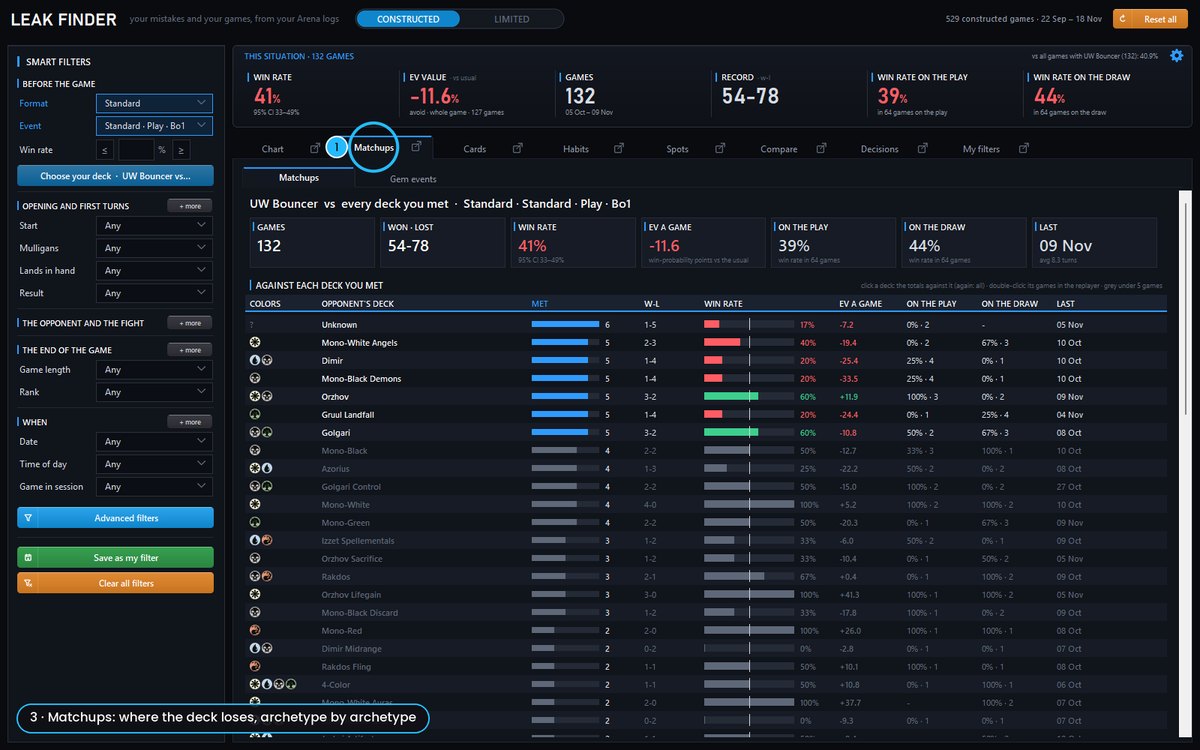 LEAK FINDER your mistakes and your games, from your Arena logs CONSTRUCTED LIMITED 529 constructed games · 22 Sep – 18 Nov Reset all
SMART FILTERS
BEFORE THE GAME
Format Standard
Event Standard · Play · Bo1
Win rate ≤ % ≥
Choose your deck · UW Bouncer vs...
OPENING AND FIRST TURNS + more
Start Any
Mulligans Any
Lands in hand Any
Result Any
THE OPPONENT AND THE FIGHT + more
THE END OF THE GAME + more
Game length Any
Rank Any
WHEN + more
Date Any
Time of day Any
Game in session Any
Advanced filters
Save as my filter
Clear all filters
THIS SITUATION · 132 GAMES vs all games with UW Bouncer (132): 40.9%
WIN RATE EV VALUE · vs usual GAMES RECORD · w-l WIN RATE ON THE PLAY WIN RATE ON THE DRAW
41% -11.6% 132 54-78 39% 44%
95% CI 33–49% avoid · whole game · 127 games 05 Oct – 09 Nov in 64 games on the play in 64 games on the draw
Chart 1 Matchups Cards Habits Spots Compare Decisions My filters
Matchups Gem events
UW Bouncer vs every deck you met · Standard · Standard · Play · Bo1
GAMES WON · LOST WIN RATE EV A GAME ON THE PLAY ON THE DRAW LAST
132 54-78 41% -11.6 39% 44% 09 Nov
95% CI 33–49% win-probability points vs the usual win rate in 64 games win rate in 64 games avg 8.3 turns
AGAINST EACH DECK YOU MET click a deck: the totals against it (again: all) · double-click: its games in the replayer · grey under 5 games
COLORS OPPONENT'S DECK MET W-L WIN RATE EV A GAME ON THE PLAY ON THE DRAW LAST
? Unknown 6 1-5 17% -7.2 0% · 2 - 05 Nov
Mono-White Angels 5 2-3 40% -19.4 0% · 2 67% · 3 10 Oct
Dimir 5 1-4 20% -25.4 25% · 4 0% · 1 10 Oct
Mono-Black Demons 5 1-4 20% -33.5 25% · 4 0% · 1 10 Oct
Orzhov 5 3-2 60% +11.9 100% · 3 0% · 2 09 Nov
Gruul Landfall 5 1-4 20% -24.4 0% · 1 25% · 4 04 Nov
Golgari 5 3-2 60% -10.8 50% · 2 67% · 3 08 Oct
Mono-Black 4 2-2 50% -12.7 33% · 3 100% · 1 10 Oct
Azorius 4 1-3 25% -22.2 50% · 2 0% · 2 08 Oct
Golgari Control 4 2-2 50% -15.0 100% · 2 0% · 2 27 Oct
Mono-White 4 4-0 100% +5.2 100% · 2 100% · 2 09 Oct
Mono-Green 4 2-2 50% -20.3 0% · 1 67% · 3 09 Nov
Izzet Spellementals 3 1-2 33% -6.0 50% · 2 0% · 1 09 Oct
Orzhov Sacrifice 3 1-2 33% -10.4 0% · 1 50% · 2 05 Nov
Rakdos 3 2-1 67% +0.4 0% · 1 100% · 2 09 Oct
Orzhov Lifegain 3 3-0 100% +41.3 100% · 1 100% · 2 05 Nov
Mono-Black Discard 3 1-2 33% -17.8 100% · 1 0% · 2 09 Oct
Mono-Red 2 2-0 100% +26.0 100% · 1 100% · 1 08 Oct
Dimir Midrange 2 0-2 0% -2.8 0% · 1 0% · 1 07 Oct
Rakdos Fling 2 1-1 50% +10.1 100% · 1 0% · 1 08 Oct
4-Color 2 1-1 50% +10.8 0% · 1 100% · 1 06 Oct
2 2-0 100% +37.7 - 100% · 2 08 Oct
2 0-2 0% -9.3 0% · 1 0% · 1 07 Oct
3 · Matchups: where the deck loses, archetype by archetype